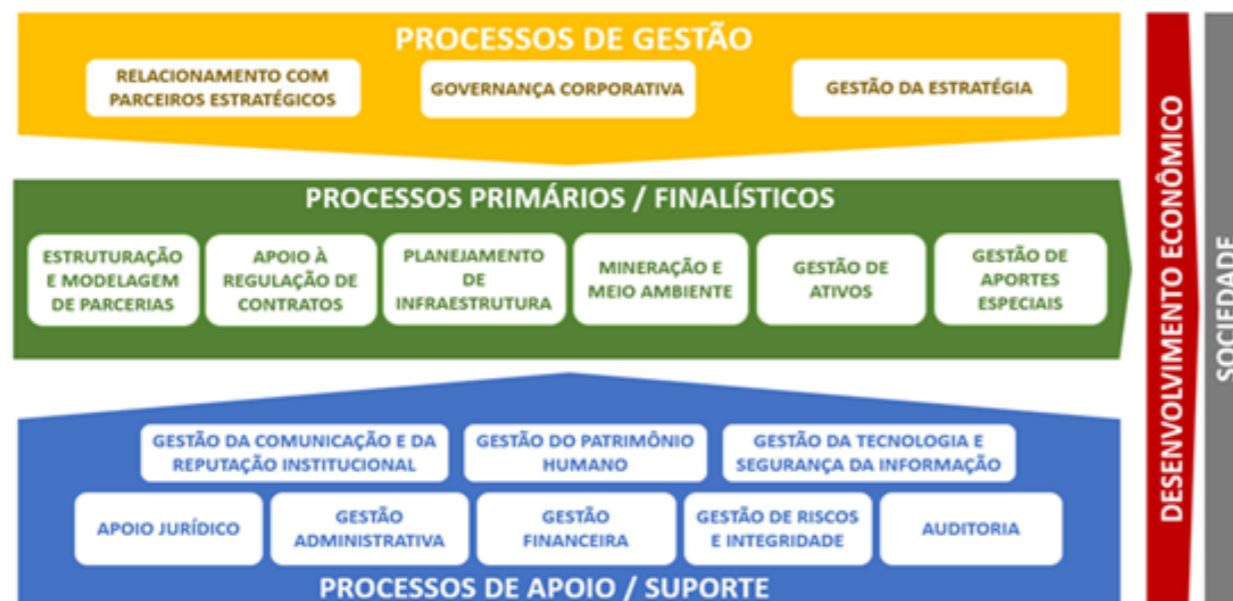 PROCESSOS DE GESTÃO
RELACIONAMENTO COM
PARCEIROS ESTRATÉGICOS
GOVERNANÇA CORPORATIVA
GESTÃO DA ESTRATÉGIA
PROCESSOS PRIMÁRIOS / FINALÍSTICOS
ESTRUTURAÇÃO
E MODELAGEM
DE PARCERIAS
APOIO À
REGULAÇÃO DE
CONTRATOS
PLANEJAMENTO
DE
INFRAESTRUTURA
MINERAÇÃO E
MEIO AMBIENTE
GESTÃO DE
ATIVOS
GESTÃO DE
APORTES
ESPECIAIS
GESTÃO DA COMUNICAÇÃO E DA
REPUTAÇÃO INSTITUCIONAL
GESTÃO DO PATRIMÔNIO
HUMANO
GESTÃO DA TECNOLOGIA E
SEGURANÇA DA INFORMAÇÃO
APOIO JURÍDICO
GESTÃO
ADMINISTRATIVA
GESTÃO
FINANCEIRA
GESTÃO DE RISCOS
E INTEGRIDADE
AUDITORIA
PROCESSOS DE APOIO / SUPORTE
DESENVOLVIMENTO ECONÔMICO
SOCIEDADE